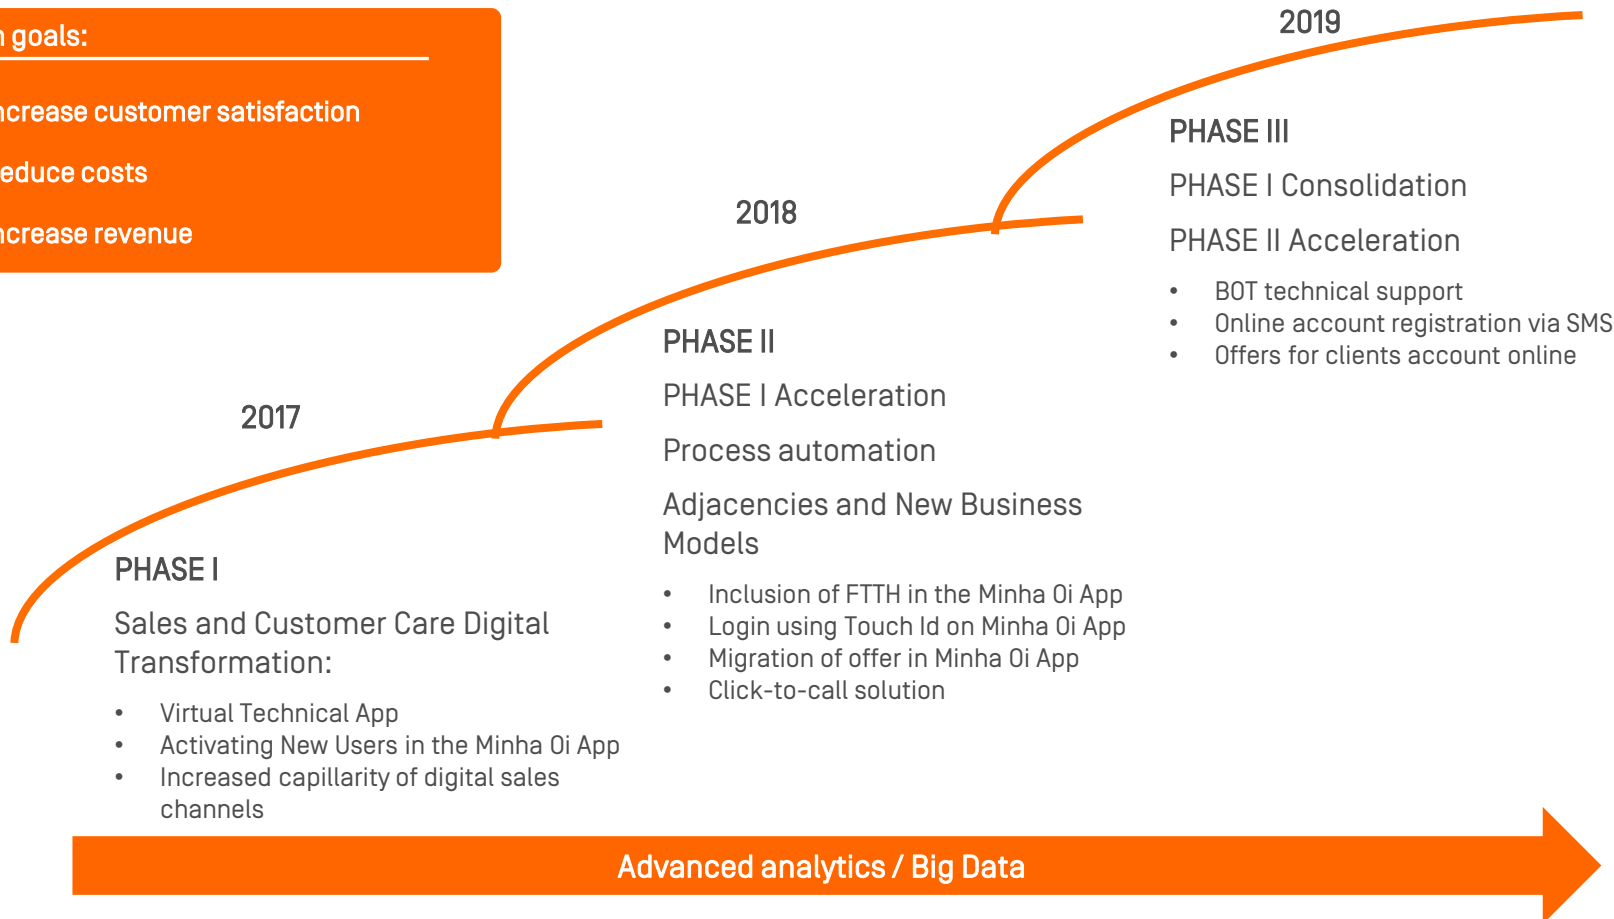 goals:
customer satisfaction
costs
revenue
2017
PHASE I
Sales and Customer Care Digital
Transformation:
• Virtual Technical App
• Activating New Users in the Minha Oi App
• Increased capillarity of digital sales
channels
2018
PHASE II
PHASE I Acceleration
Process automation
Adjacencies and New Business
Models
• Inclusion of FTTH in the Minha Oi App
• Login using Touch Id on Minha Oi App
• Migration of offer in Minha Oi App
• Click-to-call solution
2019
PHASE III
PHASE I Consolidation
PHASE II Acceleration
• BOT technical support
• Online account registration via SMS
• Offers for clients account online
Advanced analytics / Big Data